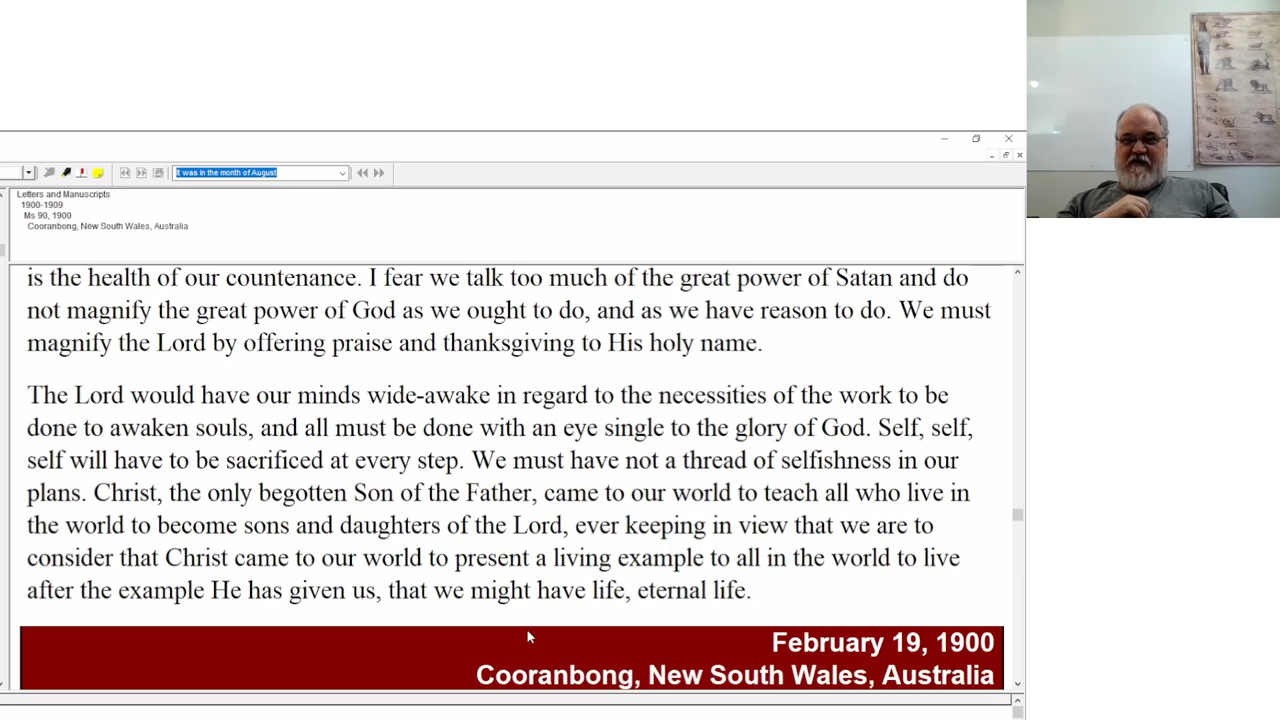 It was in the month of August
Letters and Manuscripts
1900-1909
Ms 90, 1900
Cooranbong, New South Wales, Australia
is the health of our countenance. I fear we talk too much of the great power of Satan and do
not magnify the great power of God as we ought to do, and as we have reason to do. We must
magnify the Lord by offering praise and thanksgiving to His holy name.
The Lord would have our minds wide-awake in regard to the necessities of the work to be
done to awaken souls, and all must be done with an eye single to the glory of God. Self, self,
self will have to be sacrificed at every step. We must have not a thread of selfishness in our
plans. Christ, the only begotten Son of the Father, came to our world to teach all who live in
the world to become sons and daughters of the Lord, ever keeping in view that we are to
consider that Christ came to our world to present a living example to all in the world to live
after the example He has given us, that we might have life, eternal life.
February 19, 1900
Cooranbong, New South Wales, Australia